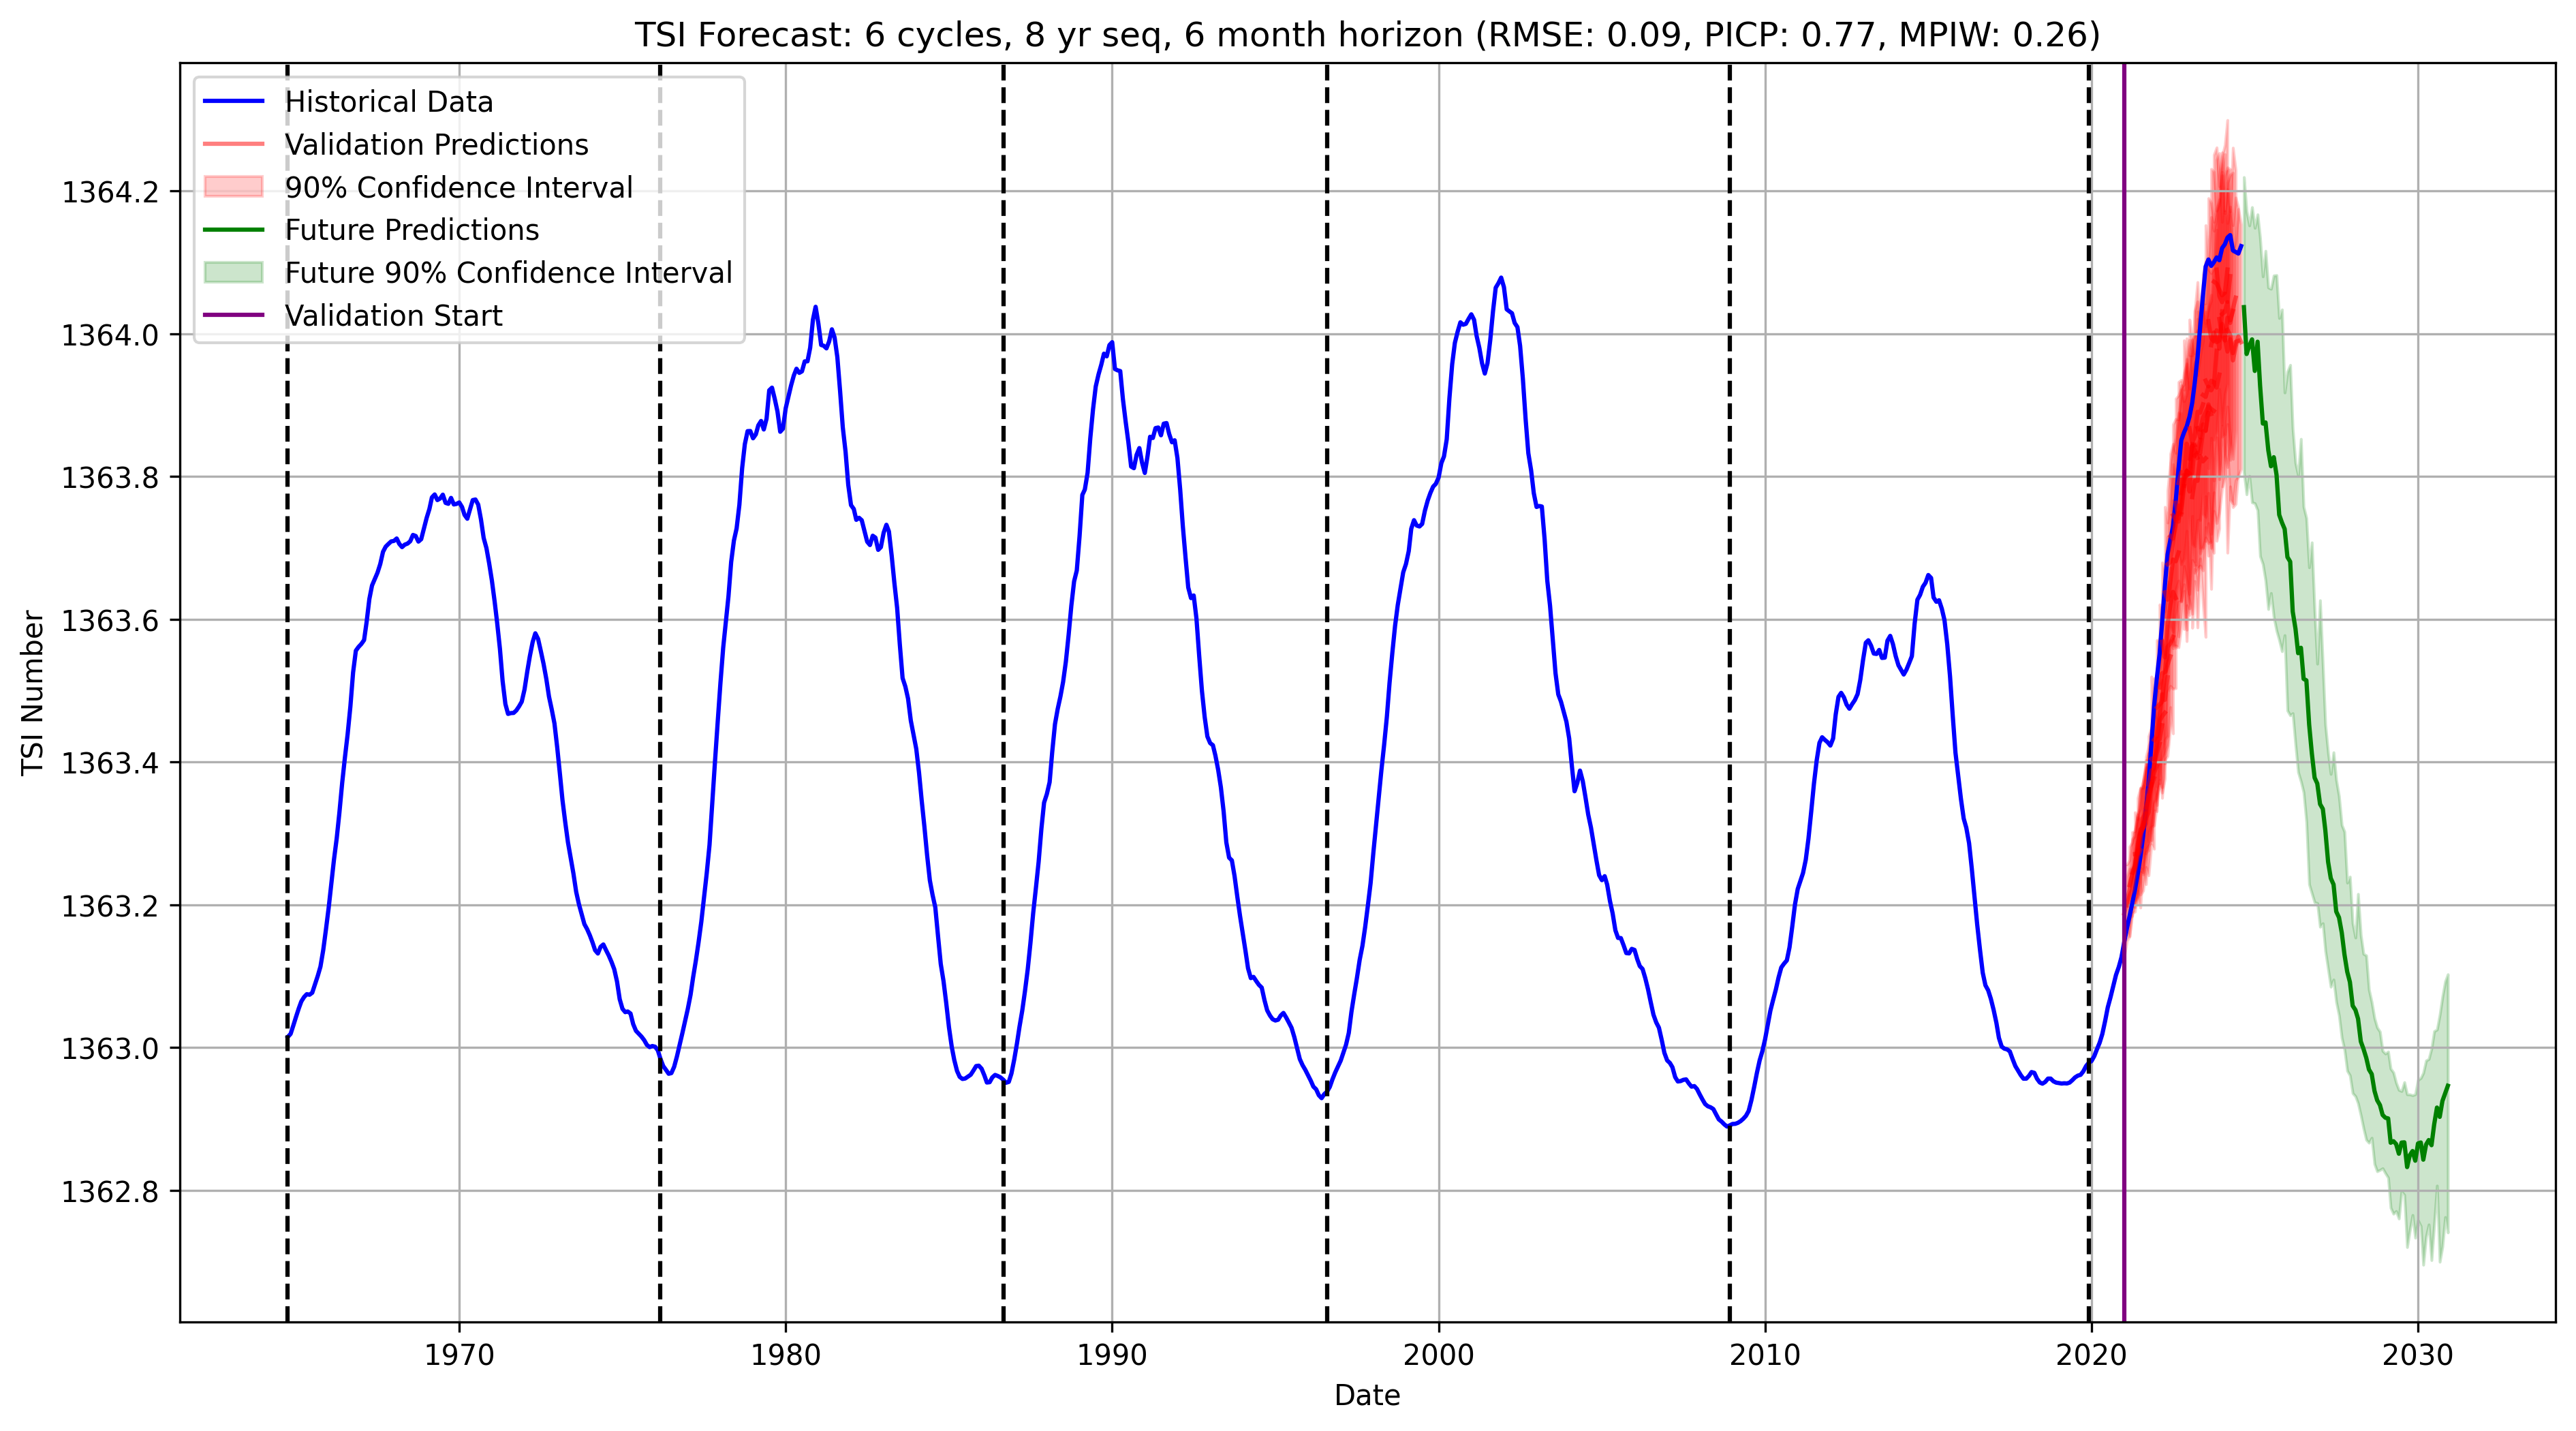 TSI Forecast: 6 cycles, 8 yr seq, 6 month horizon (RMSE: 0.09, PICP: 0.77, MPIW: 0.26)
Historical Data
Validation Predictions
90% Confidence Interval
Future Predictions
Future 90% Confidence Interval
Validation Start
TSI Number
1364.2
1364.0
1363.8
1363.6
1363.4
1363.2
1363.0
1362.8
1970
1980
1990
2000
2010
2020
2030
Date